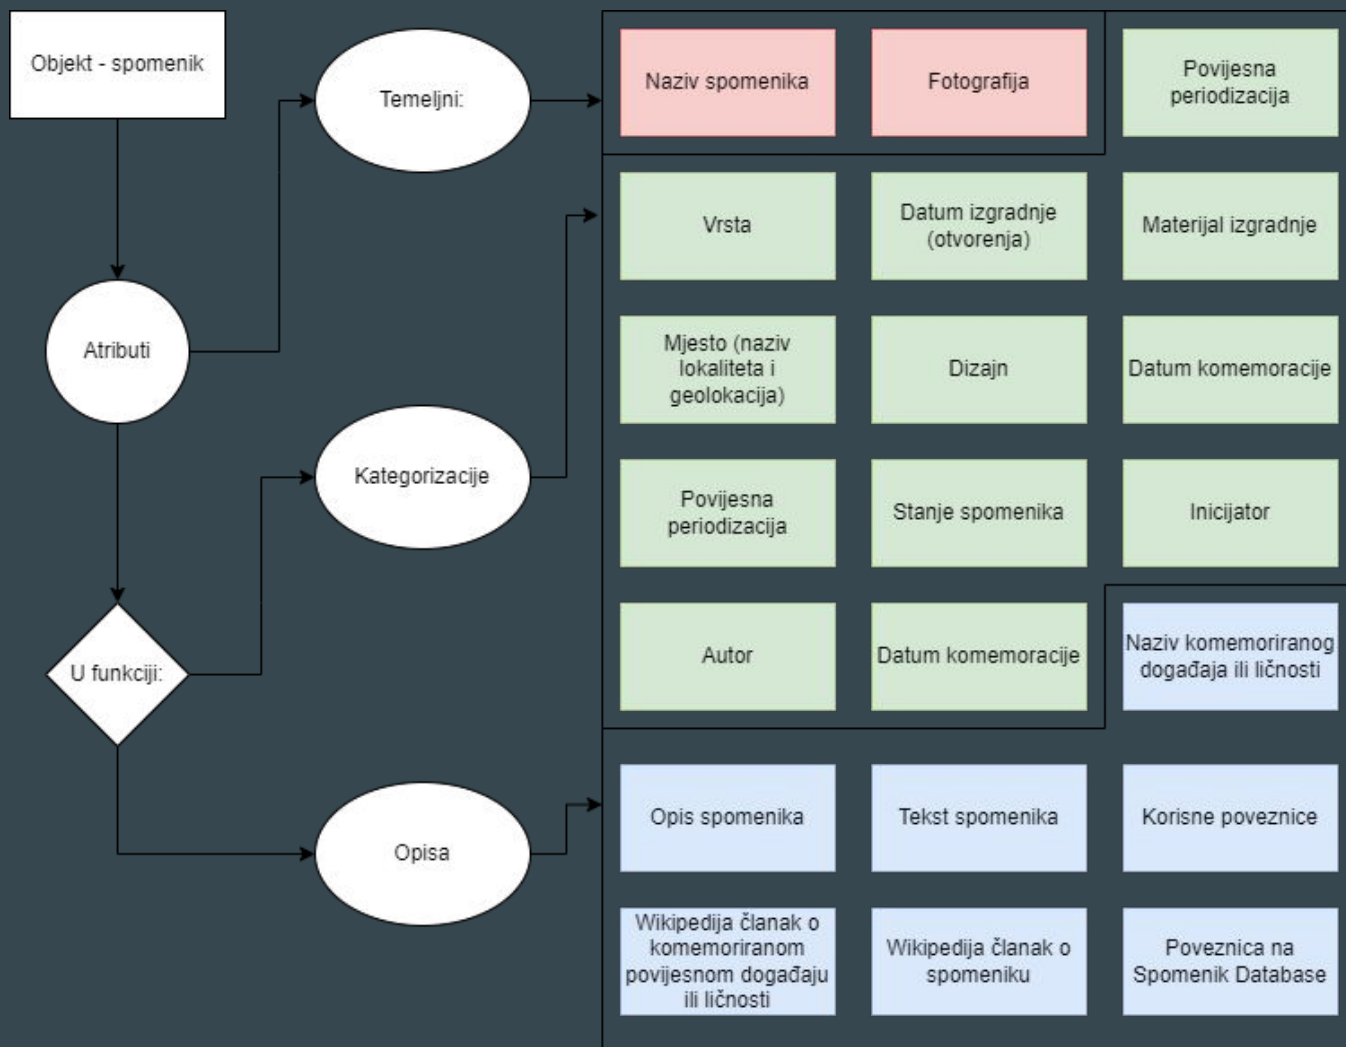 Objekt - spomenik
Temeljni:
Naziv spomenika
Fotografija
Povijesna
periodizacija
Vrsta
Datum izgradnje
(otvorenja)
Materijal izgradnje
Atributi
Mjesto (naziv
lokaliteta i
geolokacija)
Dizajn
Datum komemoracije
Kategorizacije
Povijesna
periodizacija
Stanje spomenika
Inicijator
U funkciji:
Autor
Datum komemoracije
Naziv komemoriranog
događaja ili ličnosti
Opisa
Opis spomenika
Tekst spomenika
Korisne poveznice
Wikipedija članak o
komemoriranom
povijesnom događaju
ili ličnosti
Wikipedija članak o
spomeniku
Poveznica na
Spomenik Database